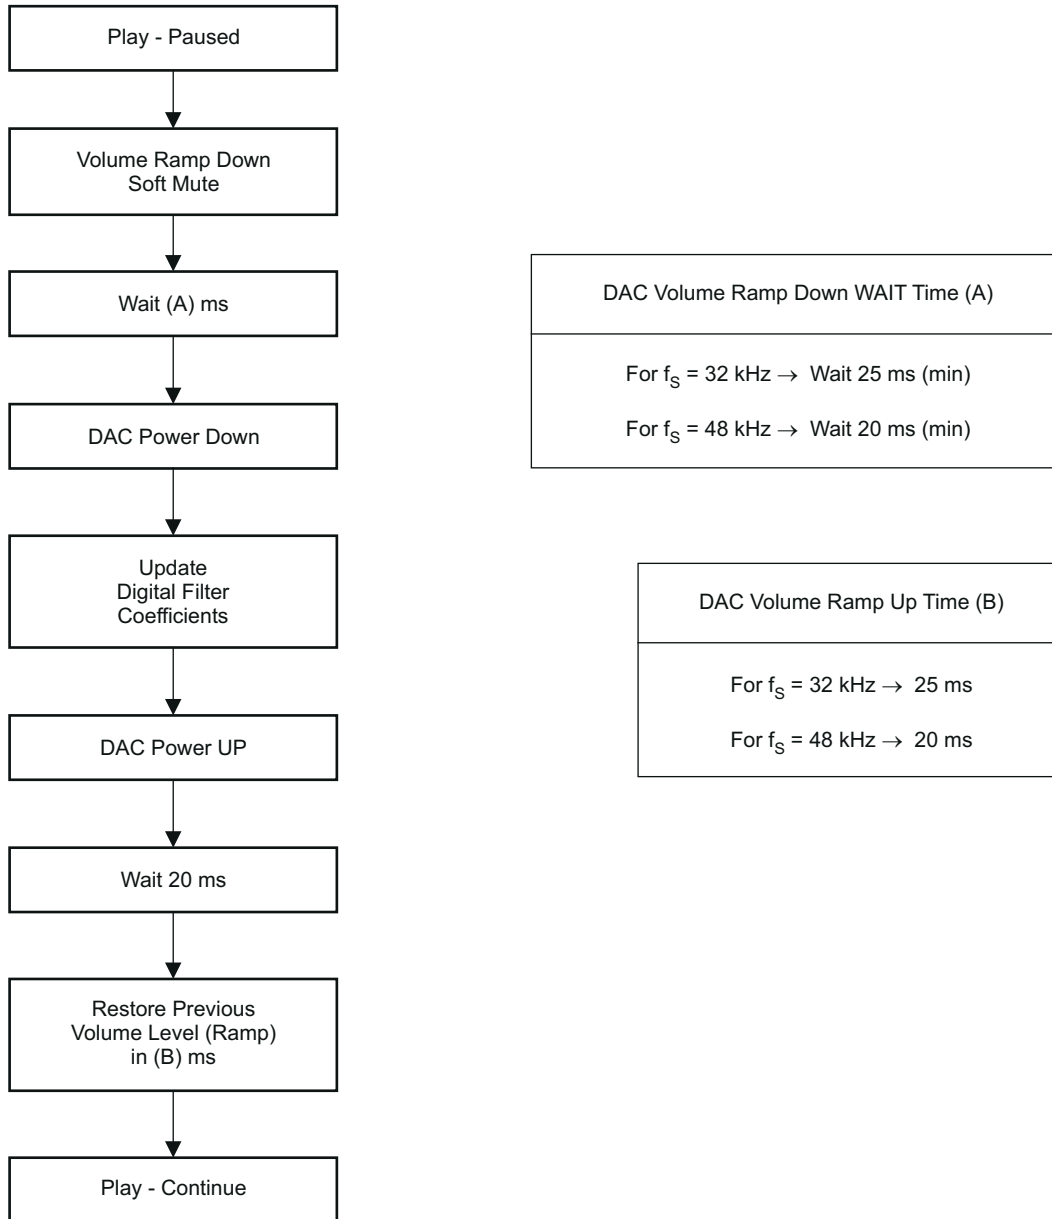 Play - Paused
Volume Ramp Down
Soft Mute
Wait (A) ms
DAC Power Down
Update
Digital Filter
Coefficients
DAC Power UP
Wait 20 ms
Restore Previous
Volume Level (Ramp)
in (B) ms
Play - Continue
DAC Volume Ramp Down WAIT Time (A)
For fS = 32 kHz → Wait 25 ms (min)
For fS = 48 kHz → Wait 20 ms (min)
DAC Volume Ramp Up Time (B)
For fS = 32 kHz → 25 ms
For fS = 48 kHz → 20 ms